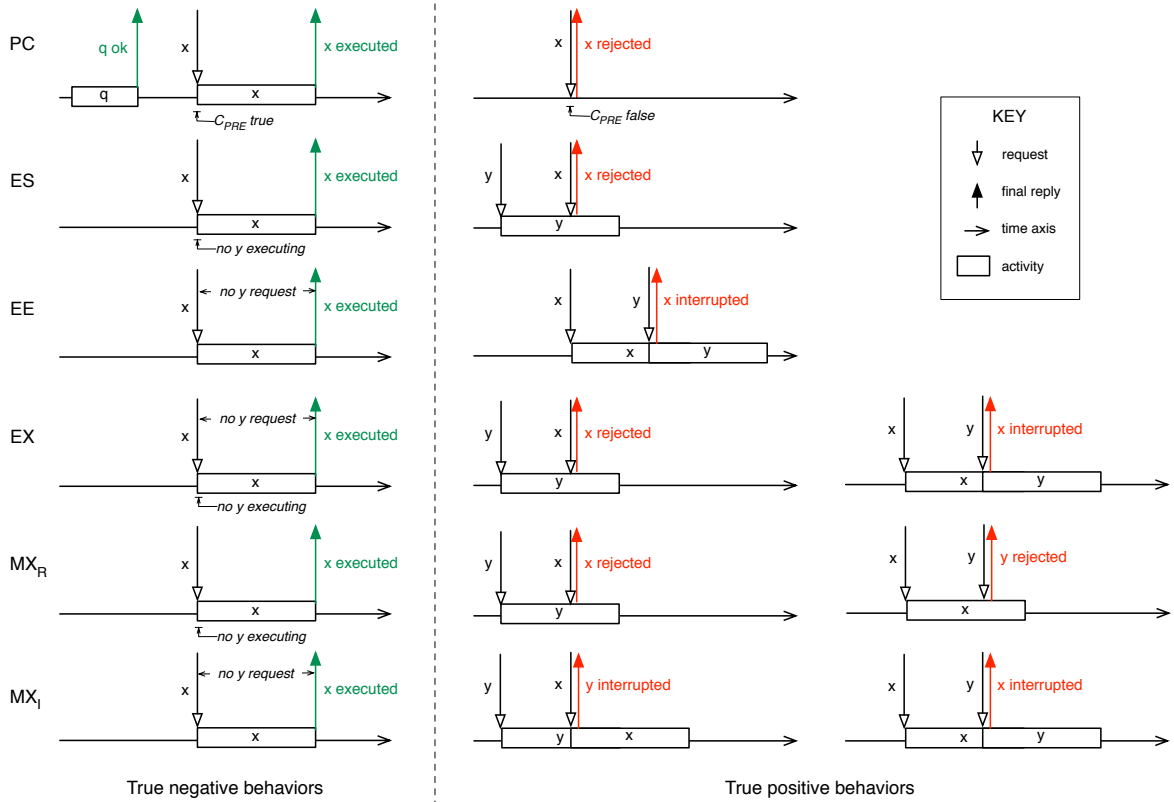 PC
q ok
x
x executed
q
x
C_PRE true
x
x rejected
C_PRE false
KEY
request
final reply
time axis
activity
ES
x
x executed
x
no y executing
y
x
x rejected
y
EE
no y request
x
x executed
x
x
y
x interrupted
x
y
EX
no y request
x
x executed
x
no y executing
y
x
x rejected
y
x
y
x interrupted
x
y
MX_R
x
x executed
x
no y executing
y
x
x rejected
y
x
y
y rejected
x
MX_I
no y request
x
x executed
x
y
x
y interrupted
y
x
x
y
x interrupted
x
y
True negative behaviors
True positive behaviors